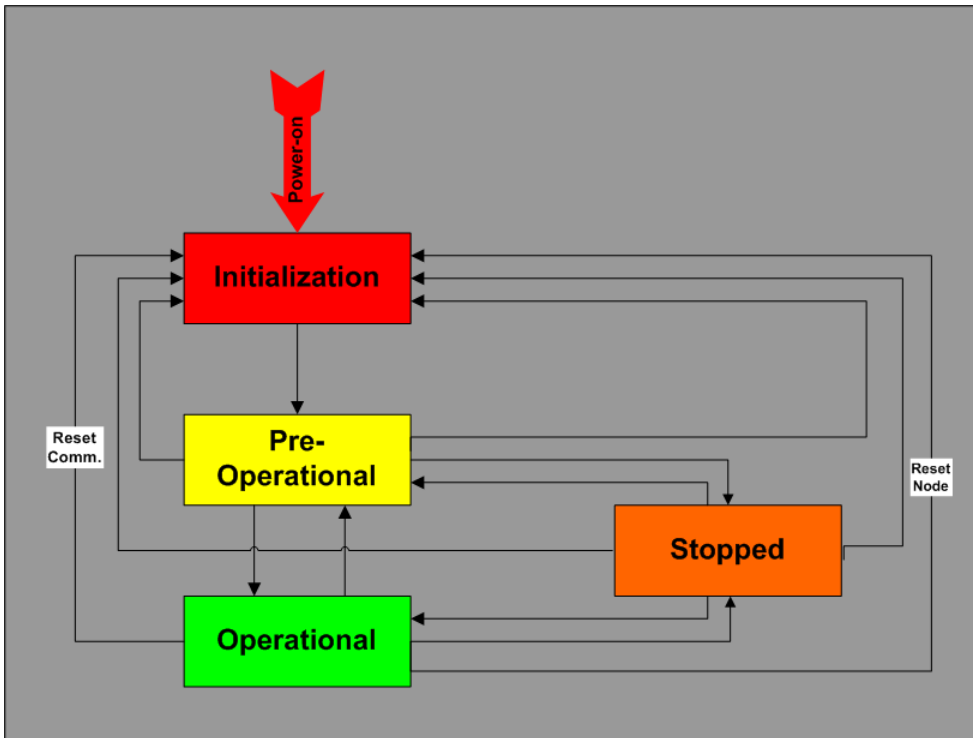 Power-on
Initialization
Pre-
Operational
Reset
Comm.
Reset
Node
Stopped
Operational